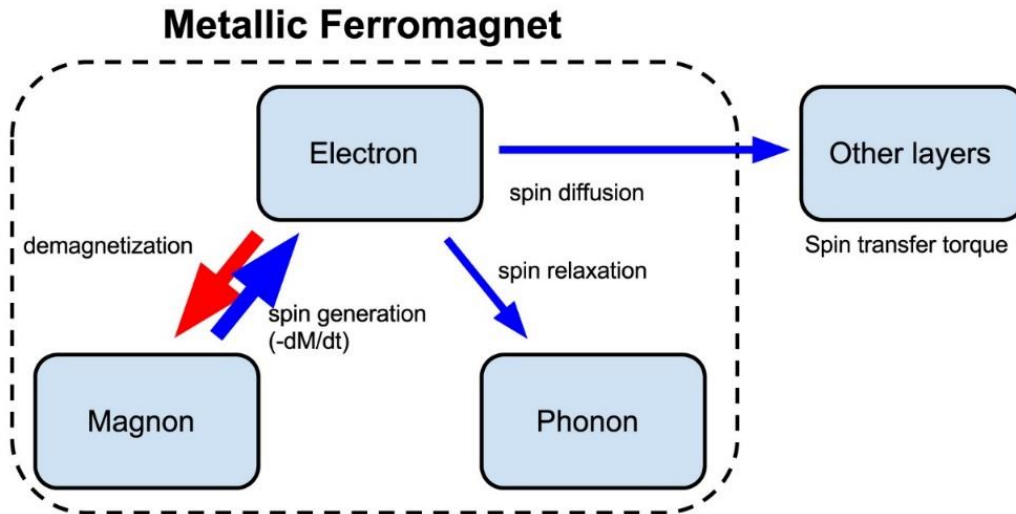 Metallic Ferromagnet
Electron
Other layers
spin diffusion
demagnetization
Spin transfer torque
spin relaxation
spin generation
(-dM/dt)
Magnon
Phonon